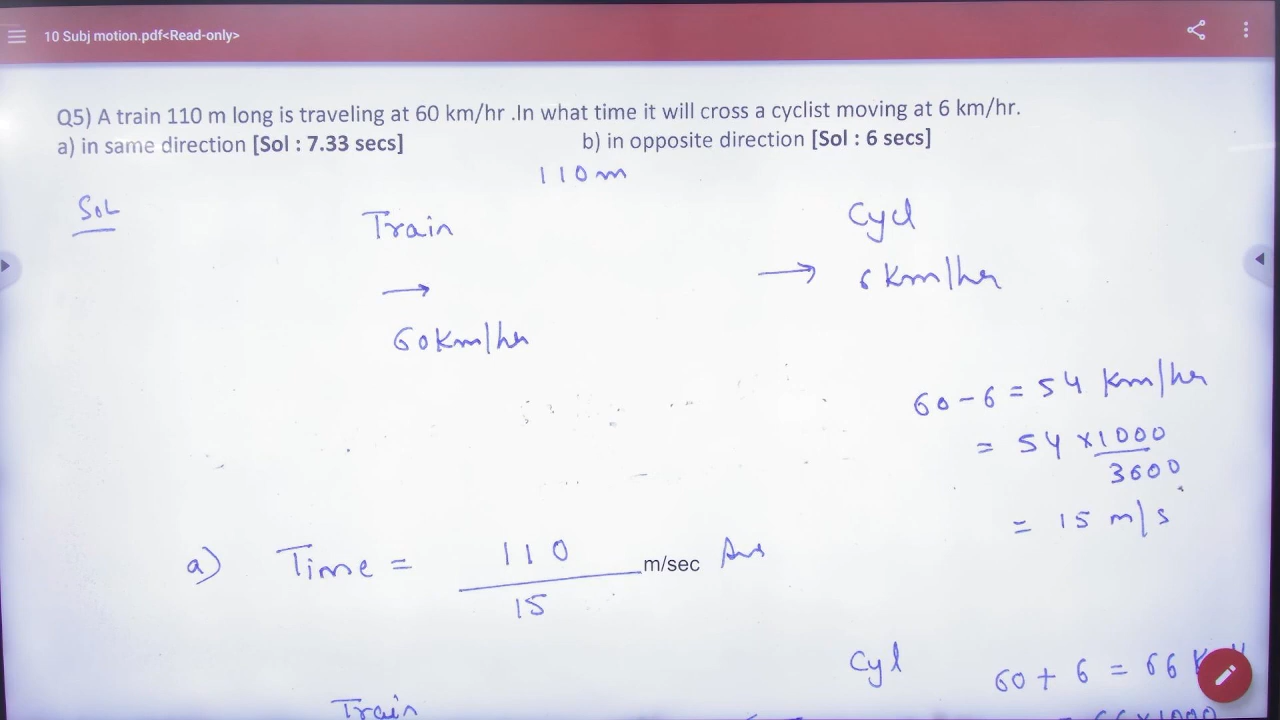 10 Subj motion.pdf<Read-only>
Q5) A train 110 m long is traveling at 60 km/hr .In what time it will cross a cyclist moving at 6 km/hr.
a) in same direction [Sol : 7.33 secs] b) in opposite direction [Sol : 6 secs]
110m
Sol
Train
Cycl
→ 6 Km/hr
→
60Km/hr
60 - 6 = 54 Km/hr
= 54 × 1000
3600
= 15 m/s
a) Time = 110 m/sec Ans
15
Cyl
60 + 6 = 66
Train